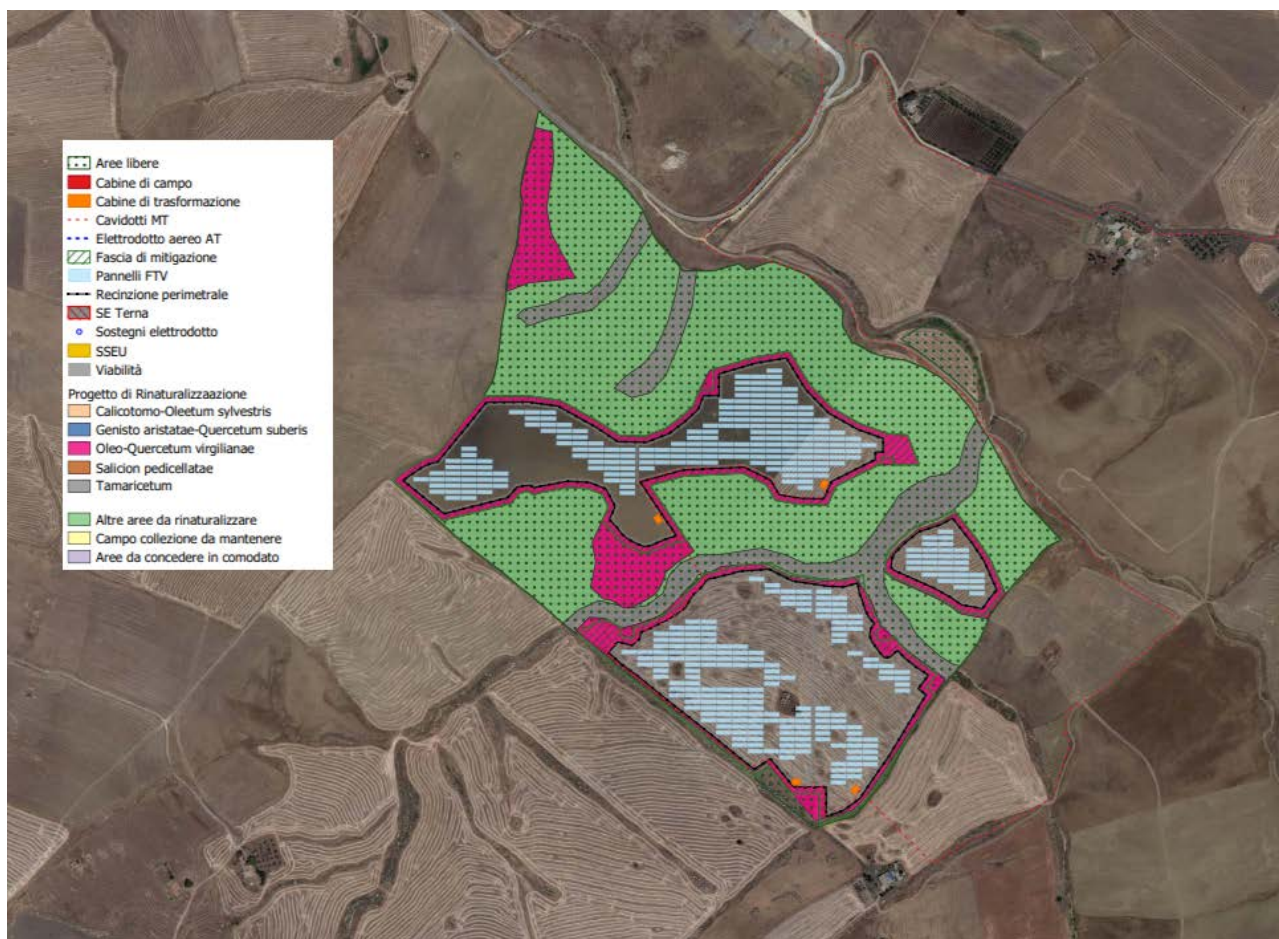 Aree libere
Cabine di campo
Cabine di trasformazione
Cavidotti MT
Elettrodotto aereo AT
Fascia di mitigazione
Pannelli FTV
Recinzione perimetrale
SE Terna
Sostegni elettrodotto
SSEU
Viabilità
Progetto di Rinaturalizzaazione
Calicotomo-Oleetum sylvestris
Genisto aristatae-Quercetum suberis
Oleo-Quercetum virgilianae
Salicion pedicellatae
Tamaricetum
Altre aree da rinaturalizzare
Campo collezione da mantenere
Aree da concedere in comodato